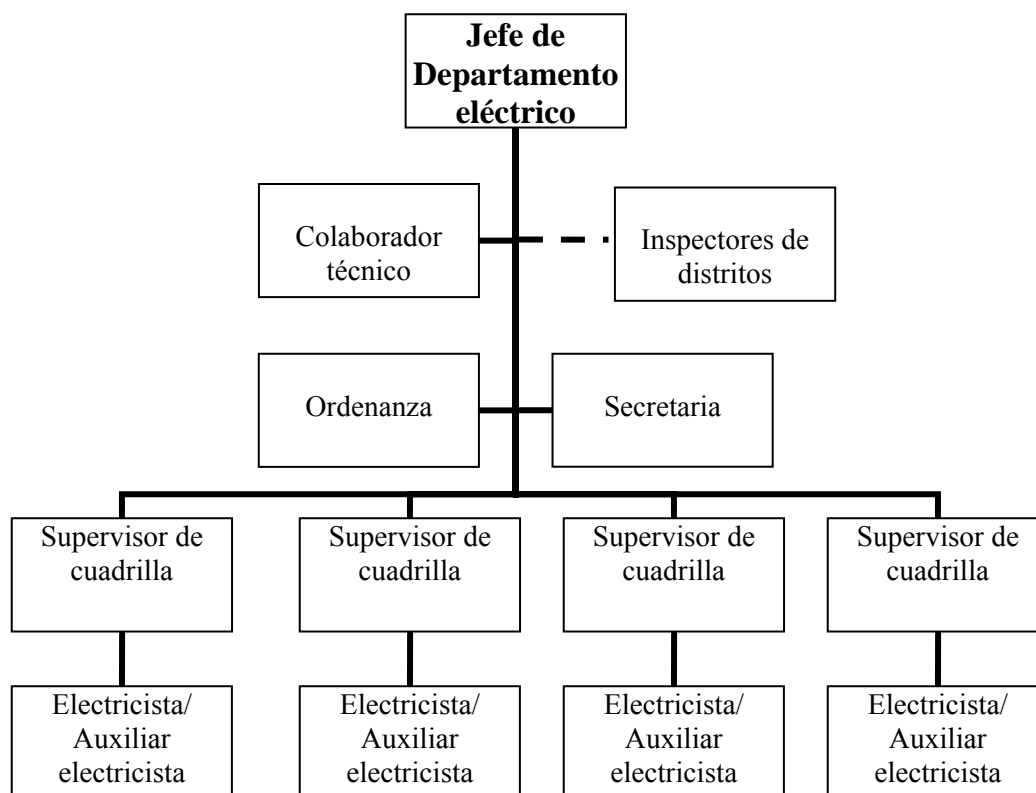 Jefe de
Departamento
eléctrico
Colaborador
técnico
Inspectores de
distritos
Ordenanza
Secretaria
Supervisor de
cuadrilla
Supervisor de
cuadrilla
Supervisor de
cuadrilla
Supervisor de
cuadrilla
Electricista/
Auxiliar
electricista
Electricista/
Auxiliar
electricista
Electricista/
Auxiliar
electricista
Electricista/
Auxiliar
electricista